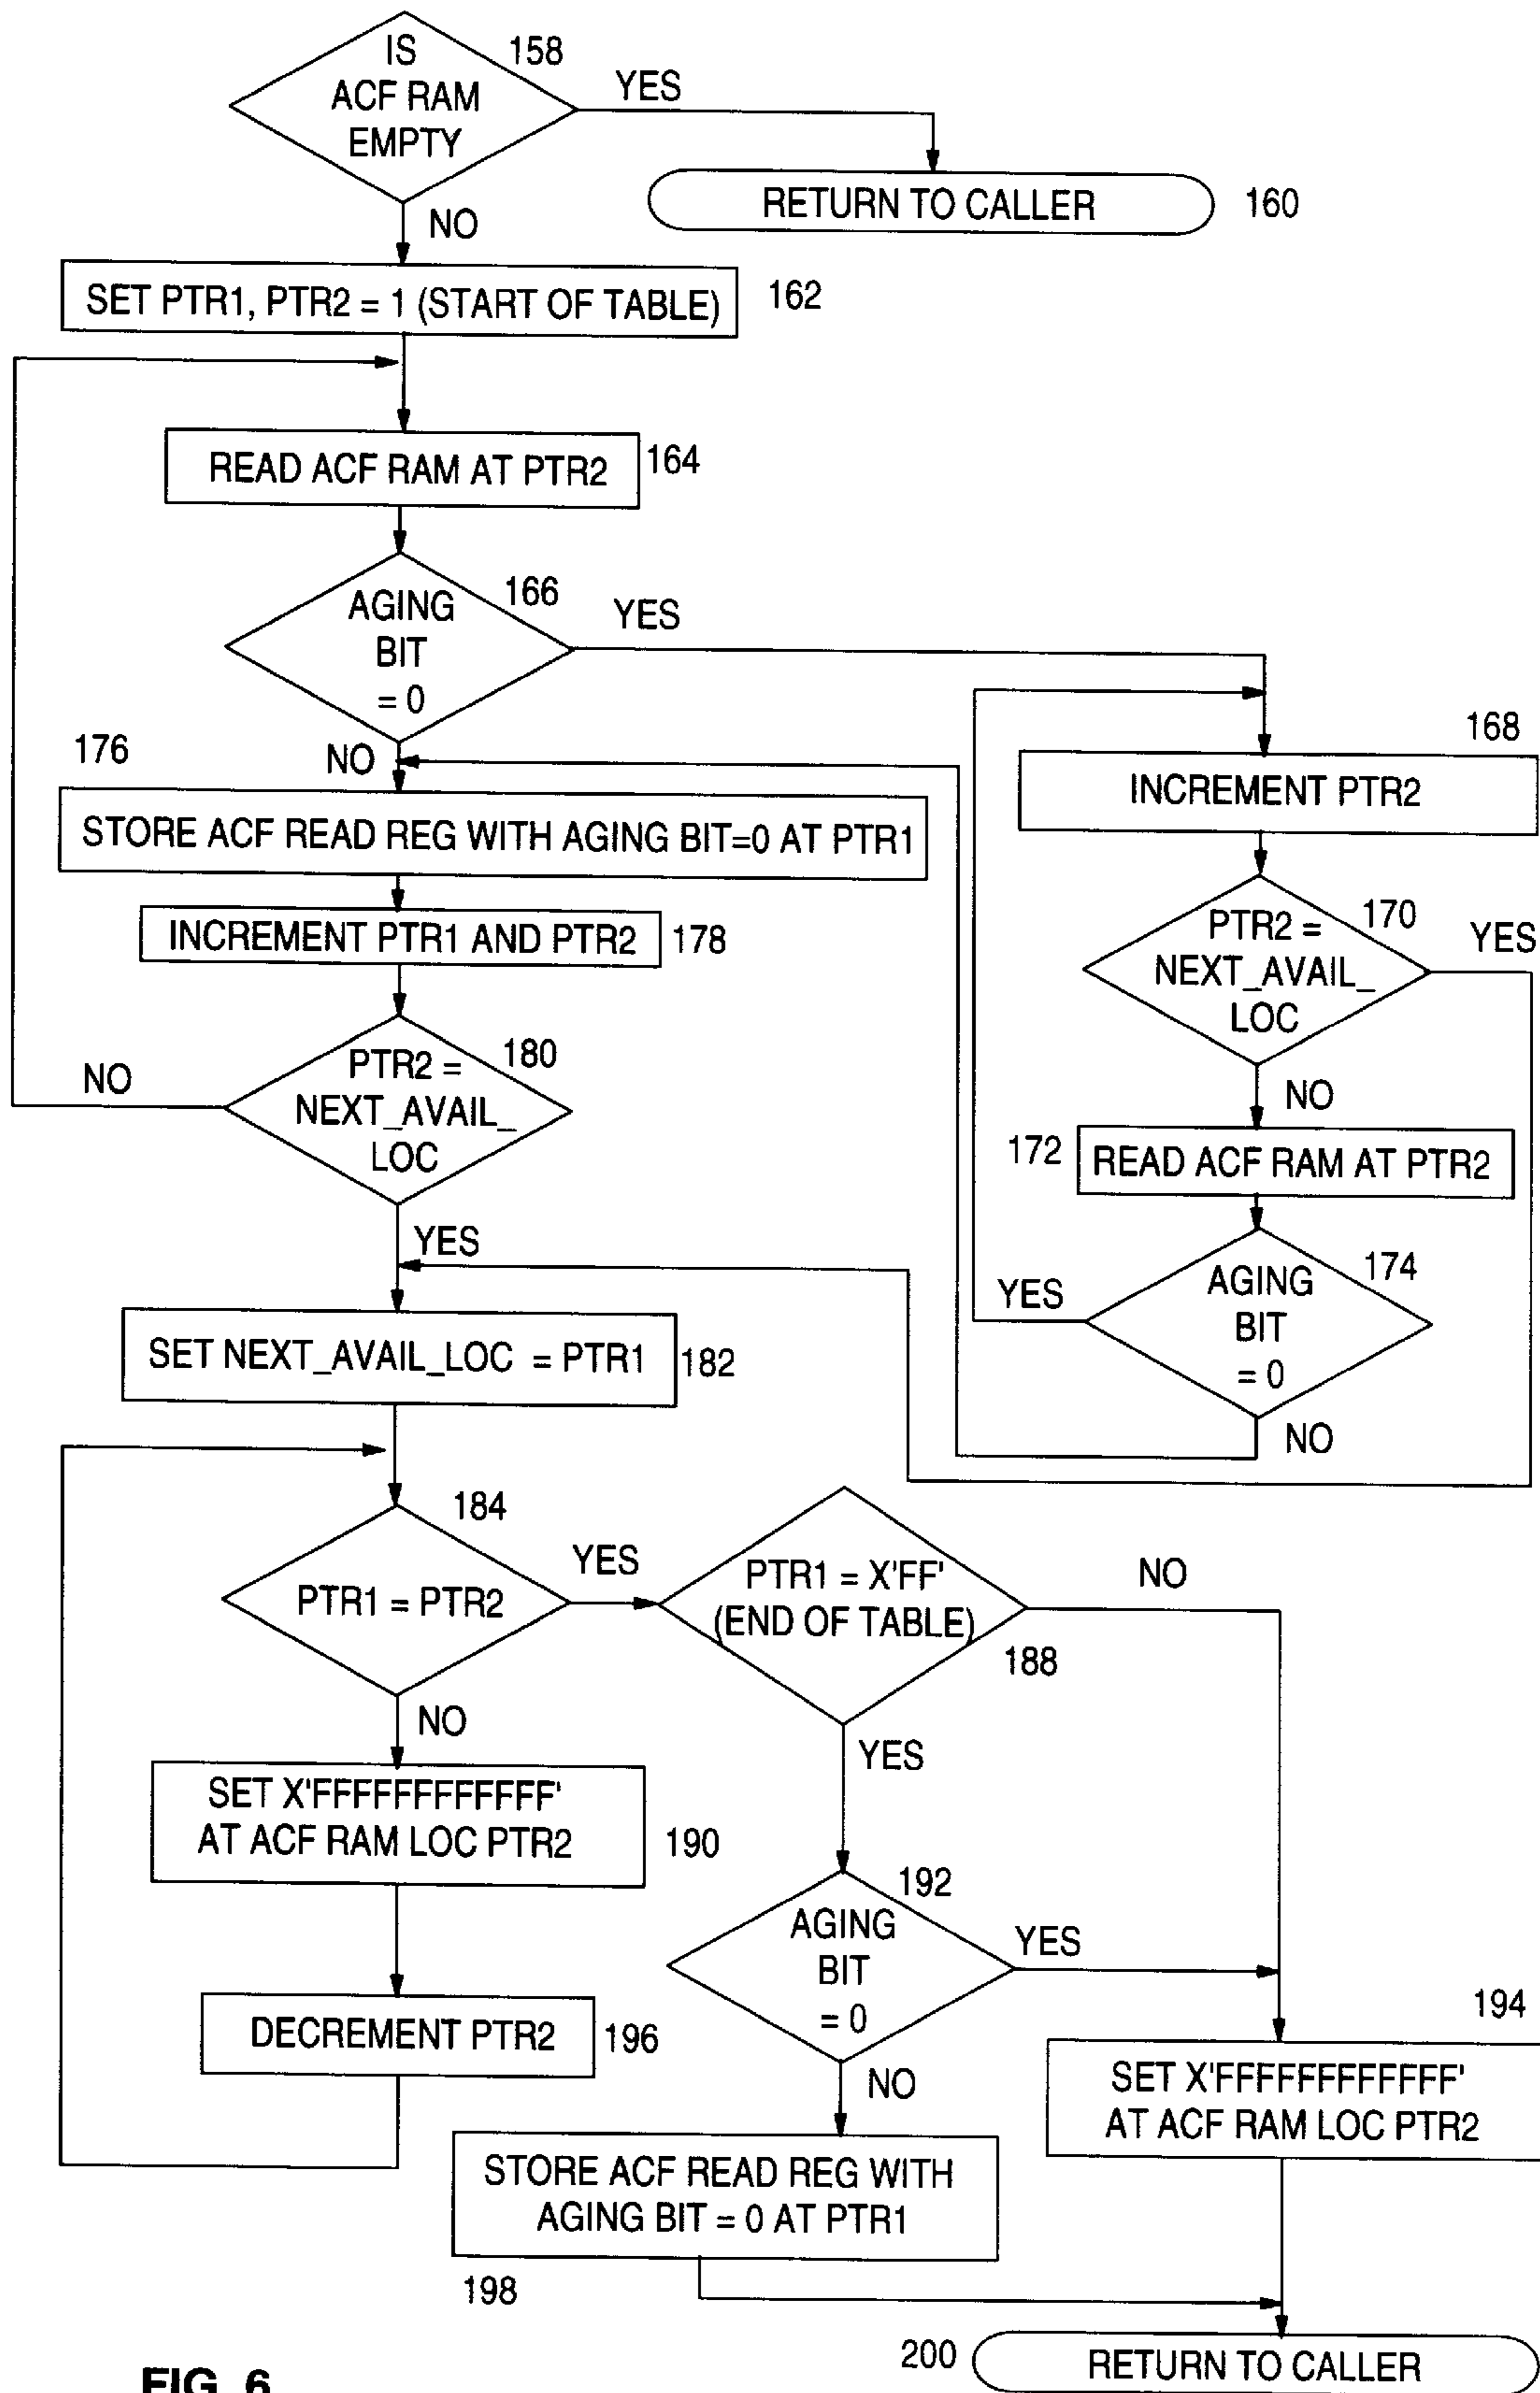 IS
ACF RAM
EMPTY
158
YES
RETURN TO CALLER
160
NO
SET PTR1, PTR2 = 1 (START OF TABLE)
162
READ ACF RAM AT PTR2
164
AGING
BIT
= 0
166
YES
176
NO
168
INCREMENT PTR2
STORE ACF READ REG WITH AGING BIT=0 AT PTR1
INCREMENT PTR1 AND PTR2
178
PTR2 =
NEXT_AVAIL_
LOC
170
YES
NO
PTR2 =
NEXT_AVAIL_
LOC
180
NO
172
READ ACF RAM AT PTR2
YES
AGING
BIT
= 0
174
YES
NO
SET NEXT_AVAIL_LOC = PTR1
182
184
PTR1 = PTR2
YES
PTR1 = X'FF'
(END OF TABLE)
188
NO
NO
YES
SET X'FFFFFFFFFFFF'
AT ACF RAM LOC PTR2
190
192
AGING
BIT
= 0
YES
DECREMENT PTR2
196
194
NO
SET X'FFFFFFFFFFFF'
AT ACF RAM LOC PTR2
STORE ACF READ REG WITH
AGING BIT = 0 AT PTR1
198
200
RETURN TO CALLER
FIG. 6